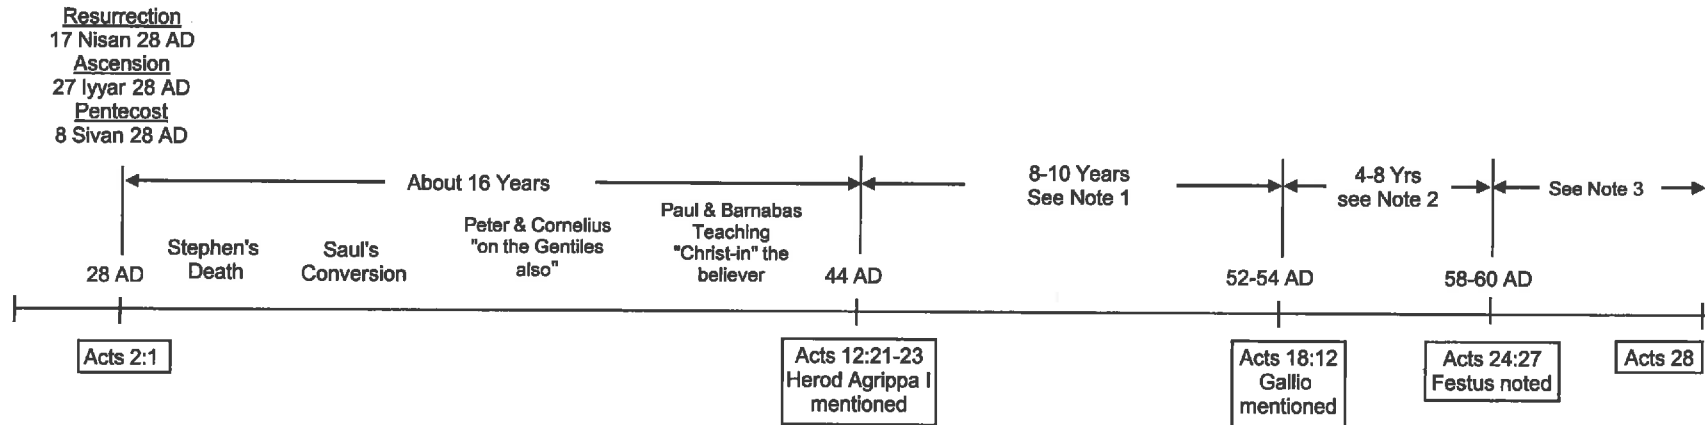 Resurrection
17 Nisan 28 AD
Ascension
27 Iyyar 28 AD
Pentecost
8 Sivan 28 AD
About 16 Years
8-10 Years
See Note 1
4-8 Yrs
see Note 2
See Note 3
28 AD
Stephen's
Death
Saul's
Conversion
Peter & Cornelius
"on the Gentiles
also"
Paul & Barnabas
Teaching
"Christ-in" the
believer
44 AD
52-54 AD
58-60 AD
Acts 2:1
Acts 12:21-23
Herod Agrippa I
mentioned
Acts 18:12
Gallio
mentioned
Acts 24:27
Festus noted
Acts 28